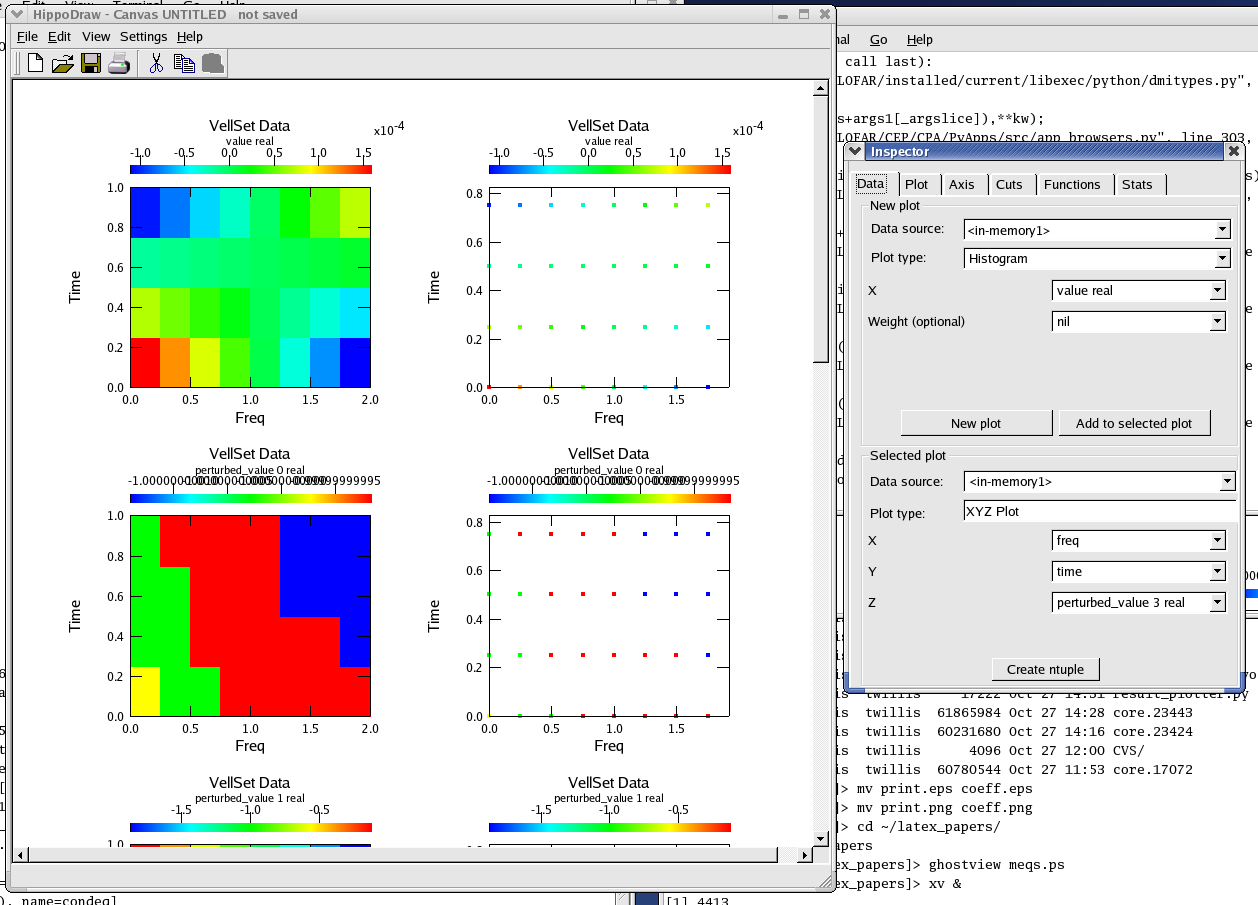 HippoDraw - Canvas UNTITLED   not saved
File Edit View Settings Help
VellSet Data
value real
x10-4
-1.0 -0.5 0.0 0.5 1.0 1.5
1.0
0.8
0.6
0.4
0.2
0.0
Time
0.0 0.5 1.0 1.5 2.0
Freq
VellSet Data
value real
x10-4
-1.0 -0.5 0.0 0.5 1.0 1.5
0.8
0.6
0.4
0.2
0.0
Time
0.0 0.5 1.0 1.5
Freq
VellSet Data
perturbed_value 0 real
1.0
0.8
0.6
0.4
0.2
0.0
Time
0.0 0.5 1.0 1.5 2.0
Freq
VellSet Data
perturbed_value 0 real
0.8
0.6
0.4
0.2
0.0
Time
0.0 0.5 1.0 1.5
Freq
VellSet Data
perturbed_value 1 real
-1.5 -1.0 -0.5
1.0
VellSet Data
perturbed_value 1 real
-1.5 -1.0 -0.5
Go Help
call last):
LOFAR/installed/current/libexec/python/dmitypes.py",
s+args1[_argslice]),**kw);
LOFAR/CEP/CPA/PyApps/src/app_browsers.py", line 303,
Inspector
Data Plot Axis Cuts Functions Stats
New plot
Data source: <in-memory1>
Plot type: Histogram
X value real
Weight (optional) nil
New plot Add to selected plot
Selected plot
Data source: <in-memory1>
Plot type: XYZ Plot
X freq
Y time
Z perturbed_value 3 real
Create ntuple
is  twillis     17222 Oct 27 14:31 result_plotter.py
is  twillis  61865984 Oct 27 14:28 core.23443
is  twillis  60231680 Oct 27 14:16 core.23424
is  twillis      4096 Oct 27 12:00 CVS/
is  twillis  60780544 Oct 27 11:53 core.17072
]> mv print.eps coeff.eps
]> mv print.png coeff.png
]> cd ~/latex_papers/
apers
ex_papers]> ghostview meqs.ps
ex_papers]> xv &
[1] 4413
), name=condeq]